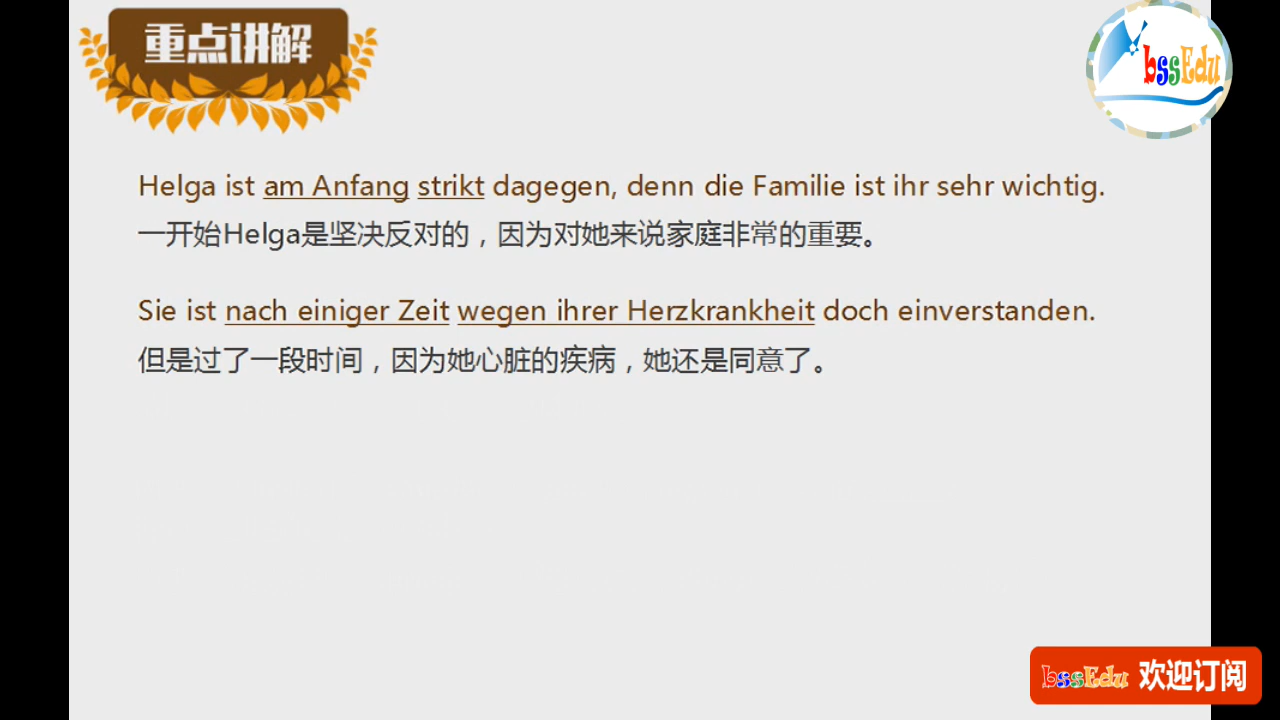 重点讲解
bssEdu
Helga ist am Anfang strikt dagegen, denn die Familie ist ihr sehr wichtig.
一开始Helga是坚决反对的，因为对她来说家庭非常的重要。
Sie ist nach einiger Zeit wegen ihrer Herzkrankheit doch einverstanden.
但是过了一段时间，因为她心脏的疾病，她还是同意了。
bssEdu 欢迎订阅